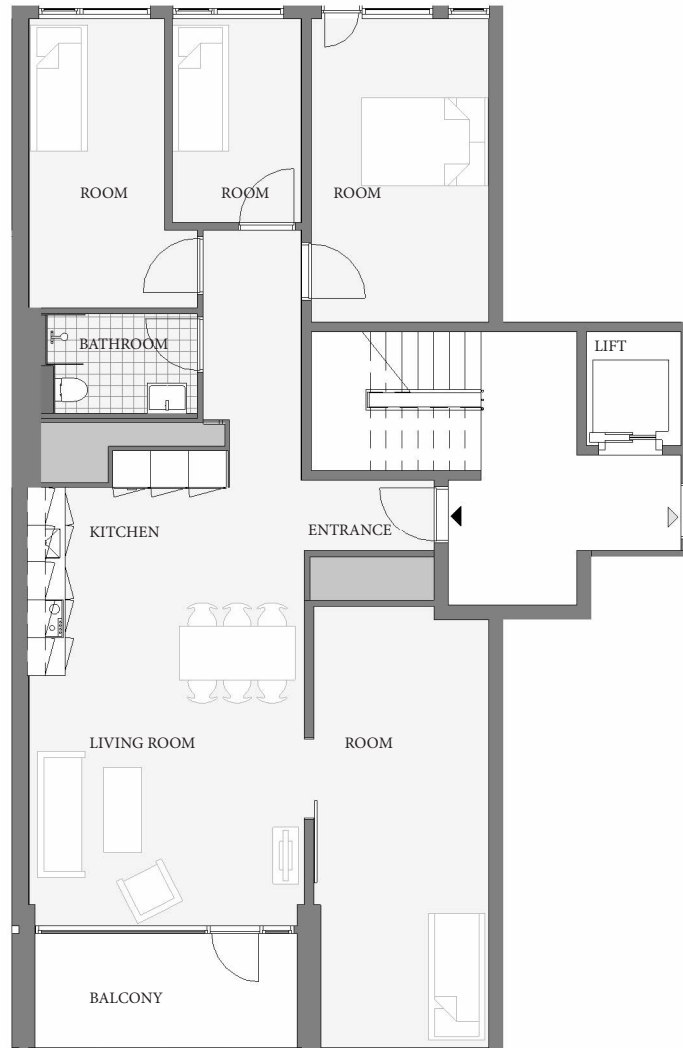 ROOM
ROOM
ROOM
BATHROOM
LIFT
KITCHEN
ENTRANCE
LIVING ROOM
ROOM
BALCONY